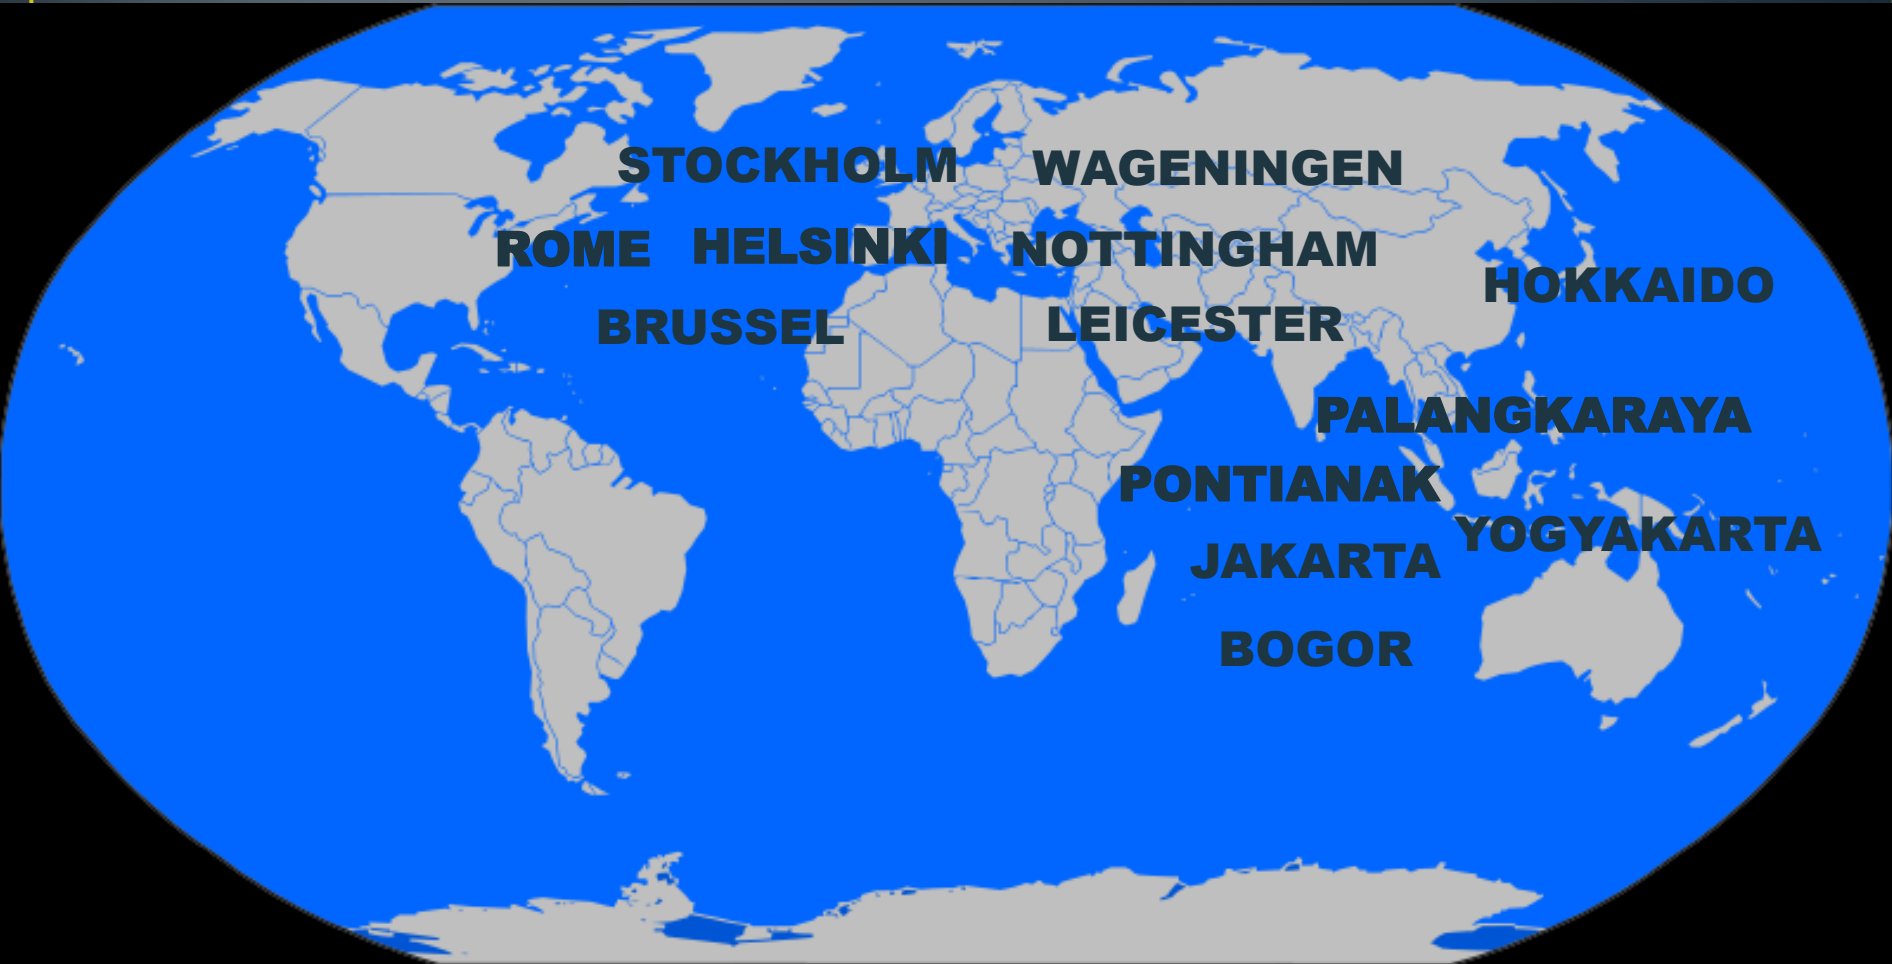 STOCKHOLM
WAGENINGEN
ROME
HELSINKI
NOTTINGHAM
HOKKAIDO
BRUSSEL
LEICESTER
PALANGKARAYA
PONTIANAK
YOGYAKARTA
JAKARTA
BOGOR